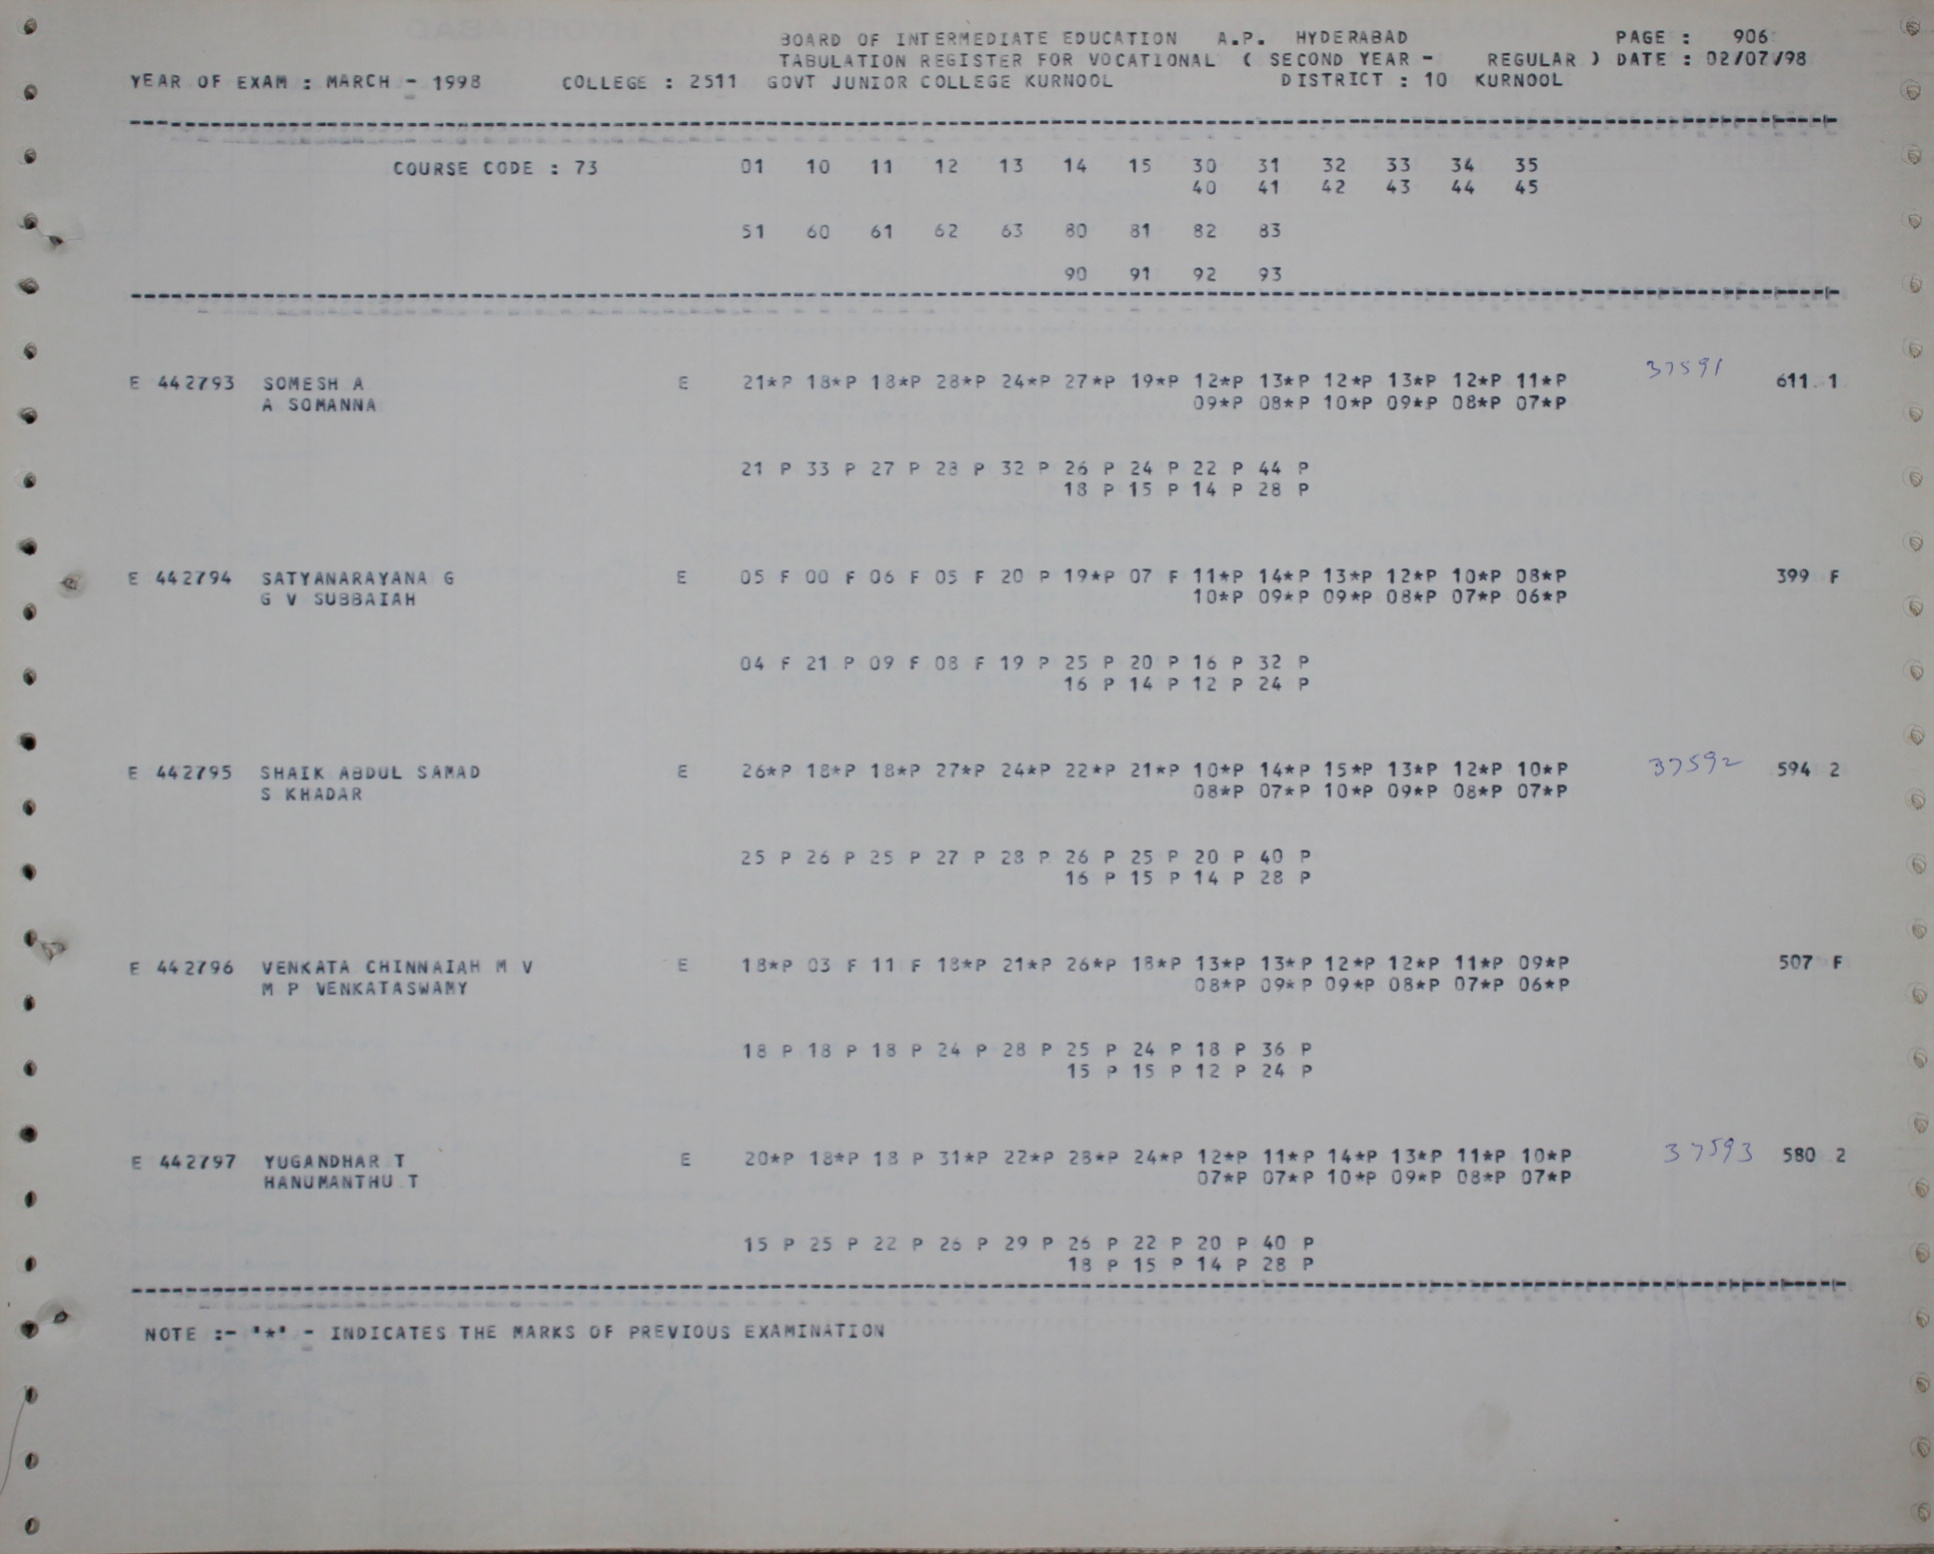 BOARD OF INTERMEDIATE EDUCATION A.P. HYDERABAD PAGE : 906
TABULATION REGISTER FOR VOCATIONAL ( SECOND YEAR - REGULAR ) DATE : 02/07/98
YEAR OF EXAM : MARCH - 1998 COLLEGE : 2511 GOVT JUNIOR COLLEGE KURNOOL DISTRICT : 10 KURNOOL
COURSE CODE : 73 01 10 11 12 13 14 15 30 31 32 33 34 35
40 41 42 43 44 45
51 60 61 62 63 80 81 82 83
90 91 92 93
E 442793 SOMESH A E 21*P 18*P 18*P 28*P 24*P 27*P 19*P 12*P 13*P 12*P 13*P 12*P 11*P 37591 611 1
A SOMANNA 09*P 08*P 10*P 09*P 08*P 07*P
21 P 33 P 27 P 28 P 32 P 26 P 24 P 22 P 44 P
18 P 15 P 14 P 28 P
E 442794 SATYANARAYANA G E 05 F 00 F 06 F 05 F 20 P 19*P 07 F 11*P 14*P 13*P 12*P 10*P 08*P 399 F
G V SUBBAIAH 10*P 09*P 09*P 08*P 07*P 06*P
04 F 21 P 09 F 08 F 19 P 25 P 20 P 16 P 32 P
16 P 14 P 12 P 24 P
E 442795 SHAIK ABDUL SAMAD E 26*P 18*P 18*P 27*P 24*P 22*P 21*P 10*P 14*P 15*P 13*P 12*P 10*P 37592 594 2
S KHADAR 08*P 07*P 10*P 09*P 08*P 07*P
25 P 26 P 25 P 27 P 28 P 26 P 25 P 20 P 40 P
16 P 15 P 14 P 28 P
E 442796 VENKATA CHINNAIAH M V E 18*P 03 F 11 F 18*P 21*P 26*P 18*P 13*P 13*P 12*P 12*P 11*P 09*P 507 F
M P VENKATASWAMY 08*P 09*P 09*P 08*P 07*P 06*P
18 P 18 P 18 P 24 P 28 P 25 P 24 P 18 P 36 P
15 P 15 P 12 P 24 P
E 442797 YUGANDHAR T E 20*P 18*P 18 P 31*P 22*P 28*P 24*P 12*P 11*P 14*P 13*P 11*P 10*P 37593 580 2
HANUMANTHU T 07*P 07*P 10*P 09*P 08*P 07*P
15 P 25 P 22 P 26 P 29 P 26 P 22 P 20 P 40 P
18 P 15 P 14 P 28 P
NOTE :- '*' - INDICATES THE MARKS OF PREVIOUS EXAMINATION